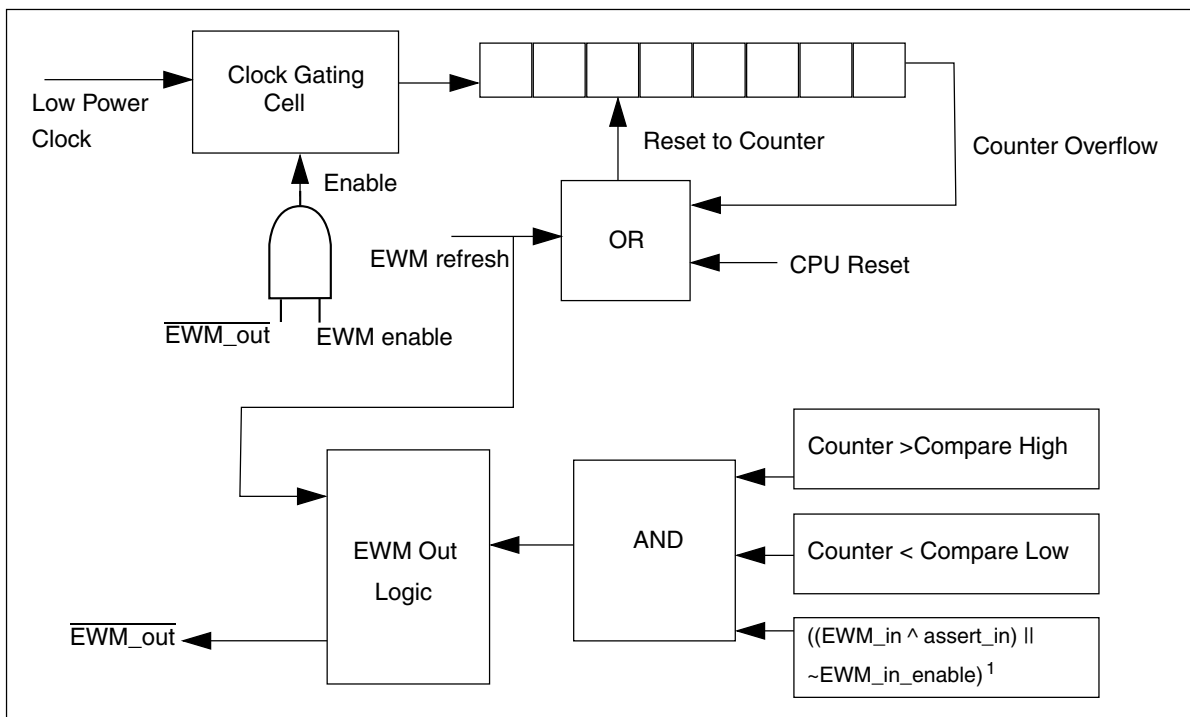 Clock Gating
Cell
Low Power
Clock
Enable
Reset to Counter
Counter Overflow
OR
EWM refresh
CPU Reset
EWM_out
EWM enable
Counter >Compare High
EWM Out
Logic
AND
Counter < Compare Low
EWM_out
((EWM_in ^ assert_in) ||
~EWM_in_enable) 1